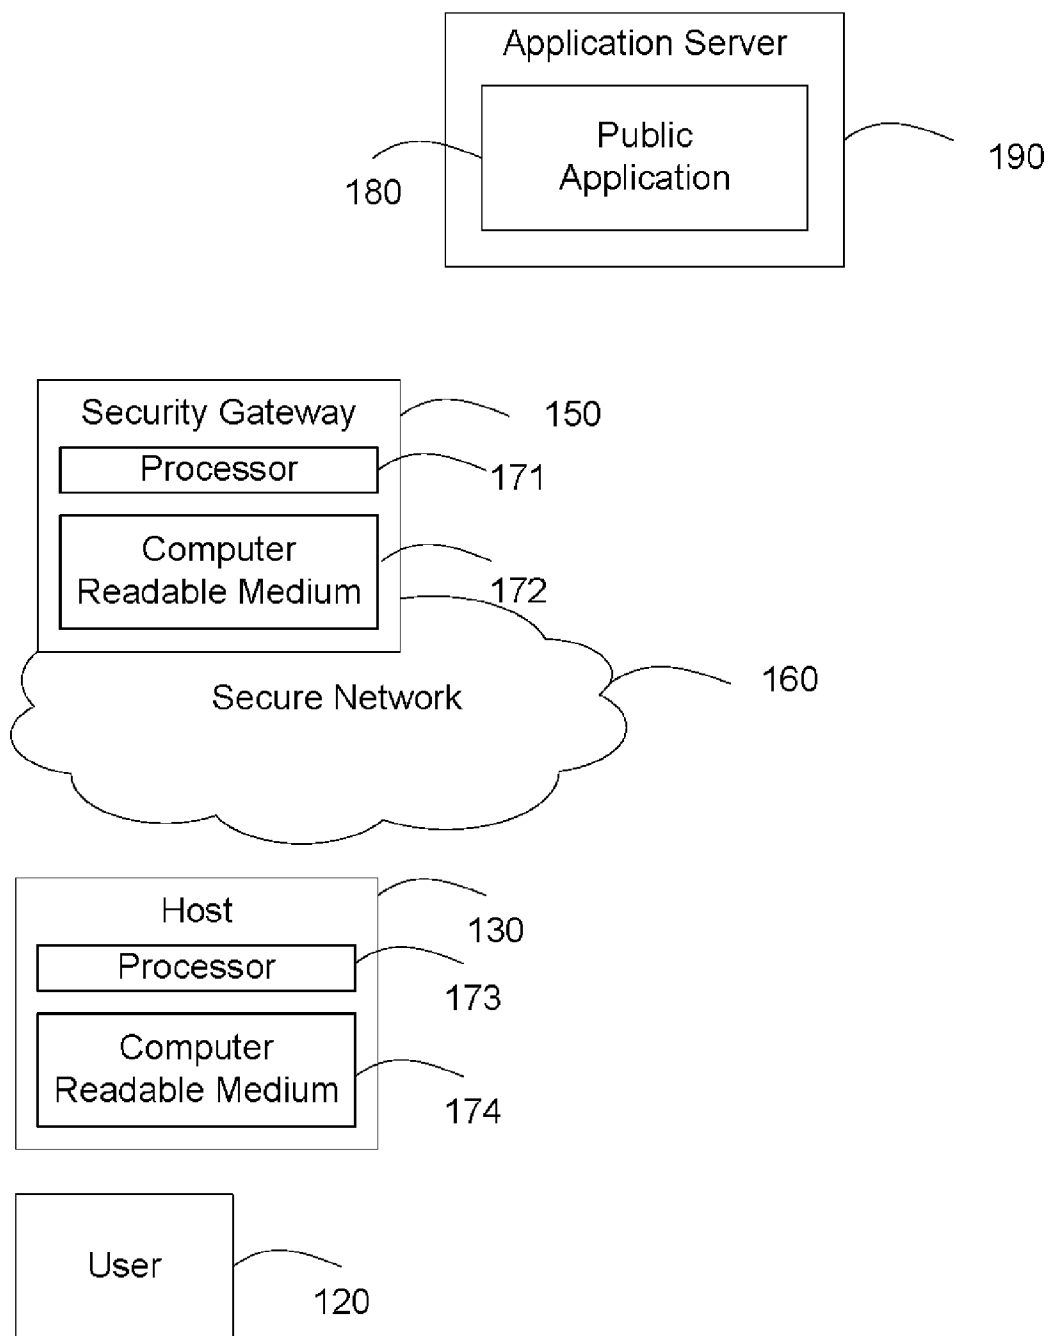 Application Server
Public
Application
180
190
Security Gateway
150
Processor
171
Computer
Readable Medium
172
Secure Network
160
Host
130
Processor
173
Computer
Readable Medium
174
User
120